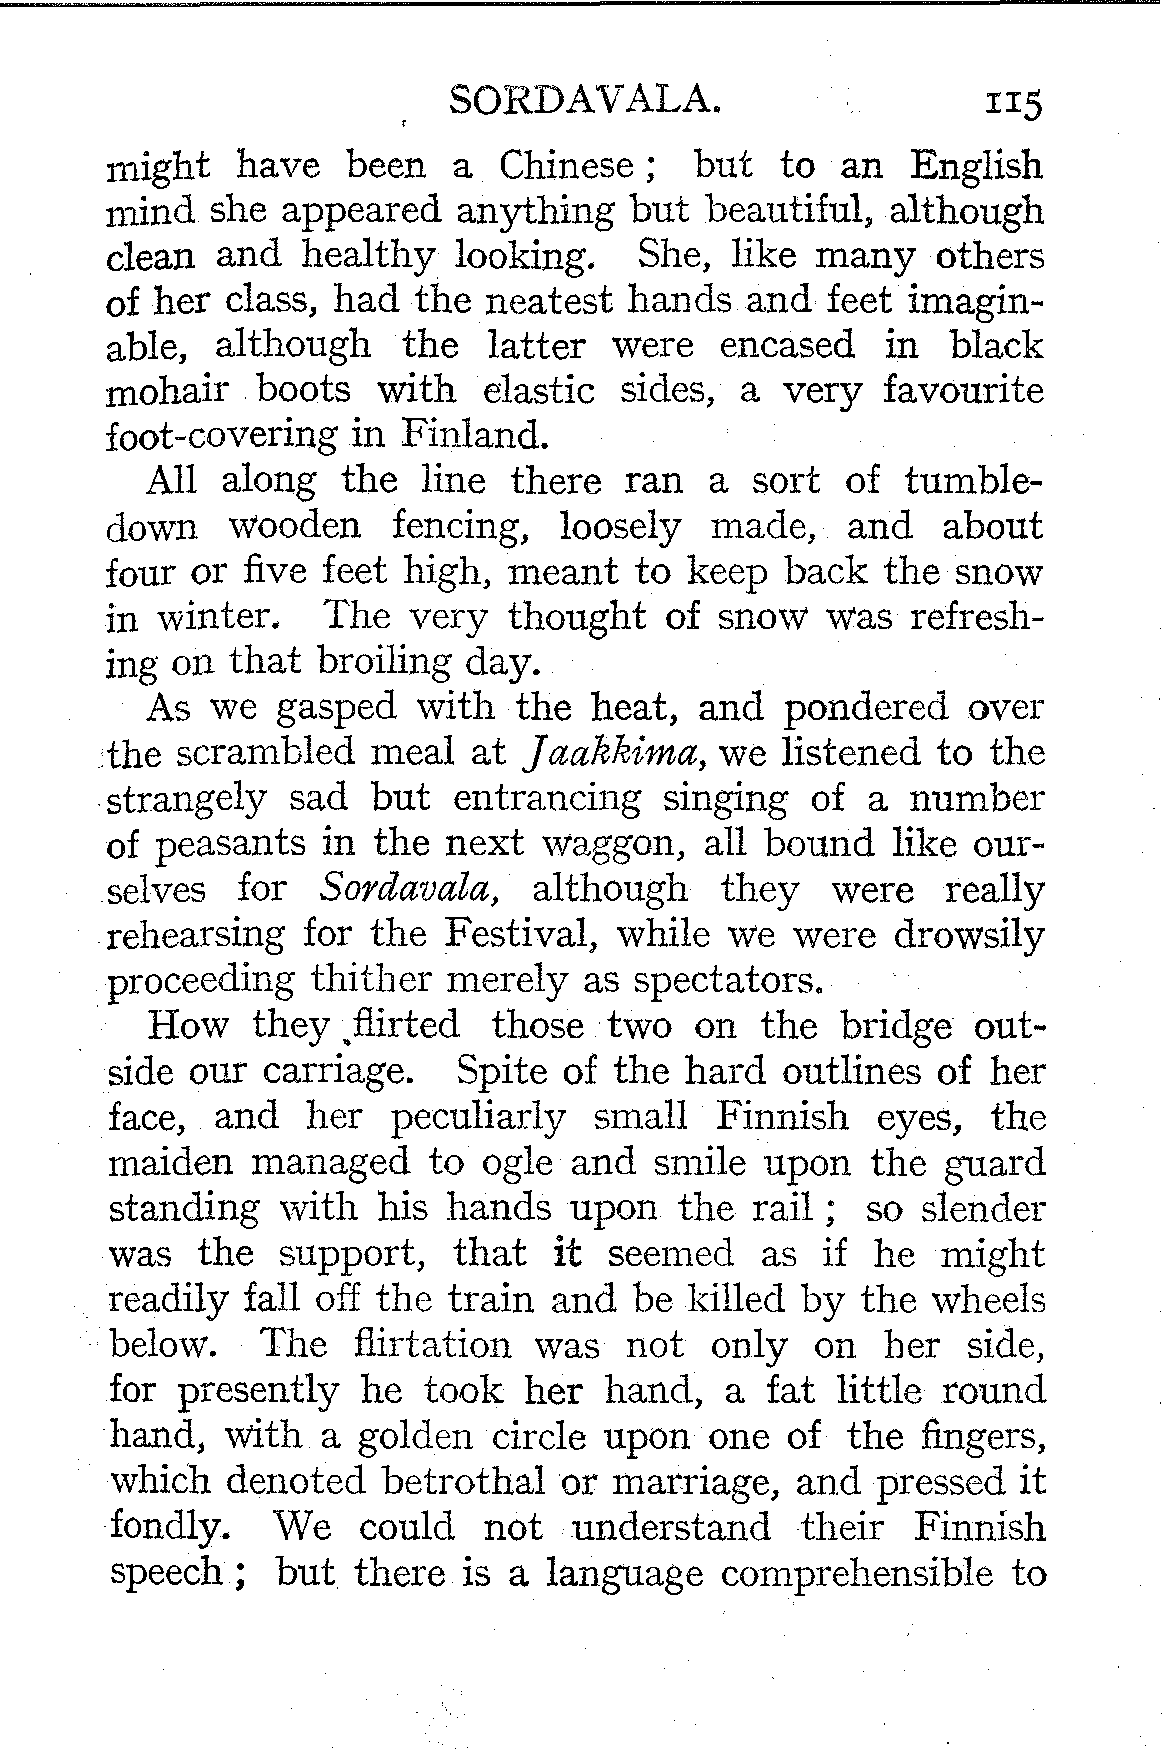 SORDAVALA. 115
might have been a Chinese ; but to an English
mind she appeared anything but beautiful, although
clean and healthy looking. She, like many others
of her class, had the neatest hands and feet imagin-
able, although the latter were encased in black
mohair boots with elastic sides, a very favourite
foot-covering in Finland.
All along the line there ran a sort of tumble-
down wooden fencing, loosely made, and about
four or five feet high, meant to keep back the snow
in winter. The very thought of snow was refresh-
ing on that broiling day.
As we gasped with the heat, and pondered over
the scrambled meal at Jaakkima, we listened to the
strangely sad but entrancing singing of a number
of peasants in the next waggon, all bound like our-
selves for Sordavala, although they were really
rehearsing for the Festival, while we were drowsily
proceeding thither merely as spectators.
How they flirted those two on the bridge out-
side our carriage. Spite of the hard outlines of her
face, and her peculiarly small Finnish eyes, the
maiden managed to ogle and smile upon the guard
standing with his hands upon the rail ; so slender
was the support, that it seemed as if he might
readily fall off the train and be killed by the wheels
below. The flirtation was not only on her side,
for presently he took her hand, a fat little round
hand, with a golden circle upon one of the fingers,
which denoted betrothal or marriage, and pressed it
fondly. We could not understand their Finnish
speech ; but there is a language comprehensible to